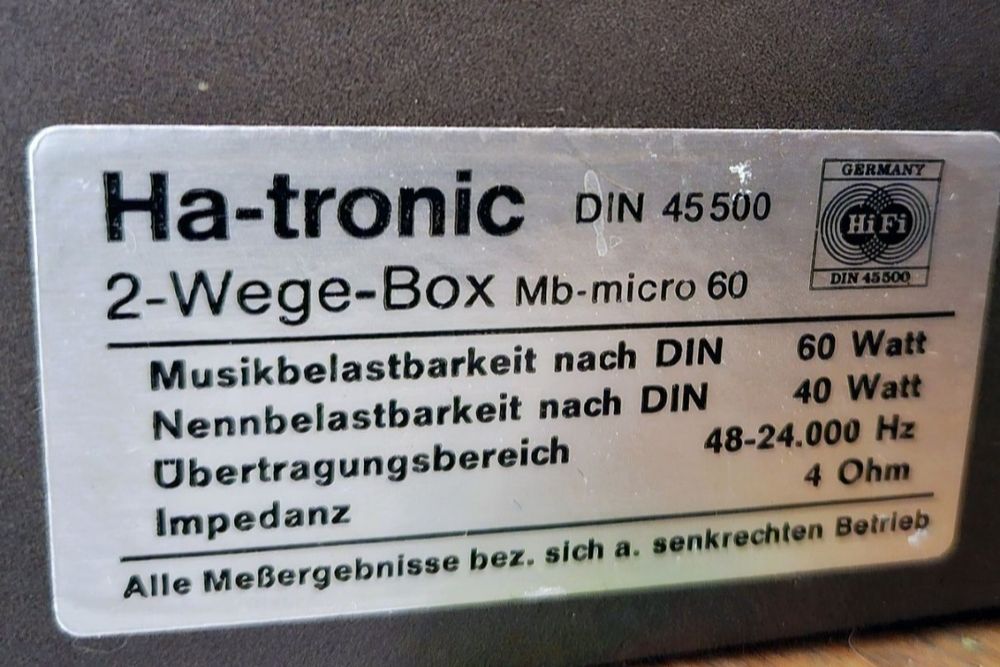 Ha-tronic DIN 45500
GERMANY
HiFi
DIN 45500
2-Wege-Box Mb-micro 60
Musikbelastbarkeit nach DIN 60 Watt
Nennbelastbarkeit nach DIN 40 Watt
Übertragungsbereich 48-24.000 Hz
Impedanz 4 Ohm
Alle Meßergebnisse bez. sich a. senkrechten Betrieb